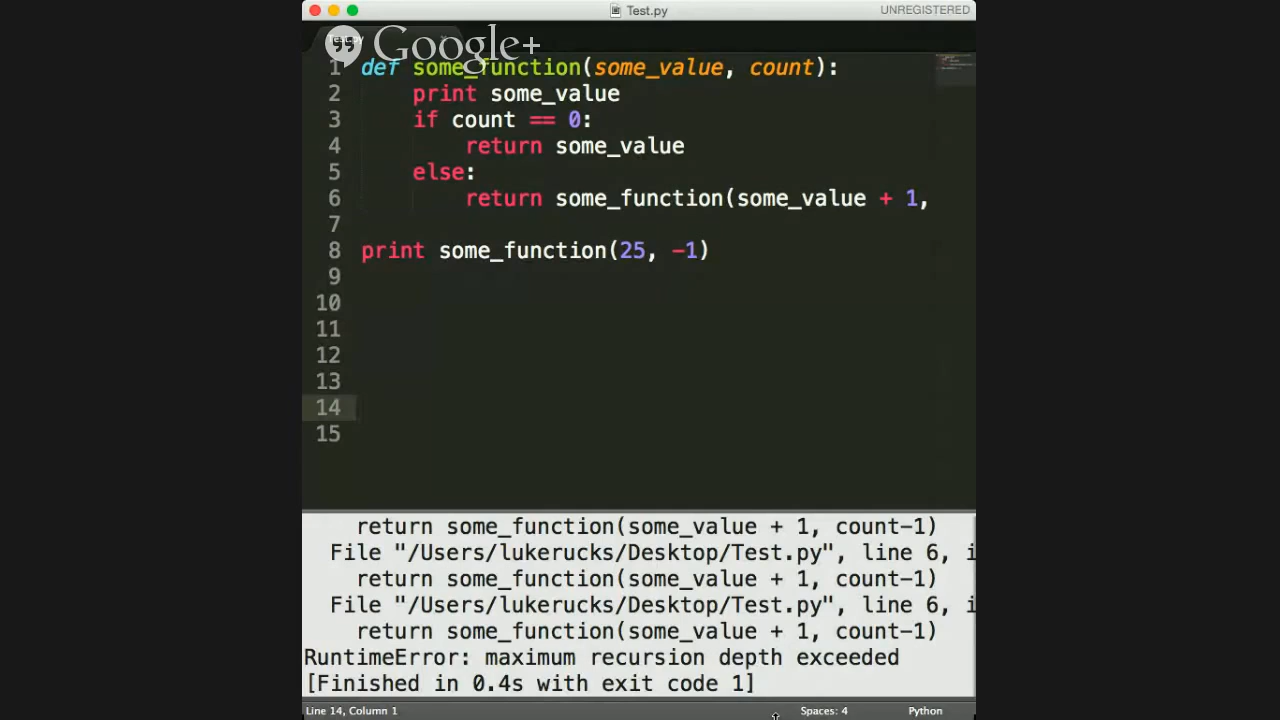 Test.py
UNREGISTERED
Google+
1 def some_function(some_value, count):
2 print some_value
3 if count == 0:
4 return some_value
5 else:
6 return some_function(some_value + 1,
7
8 print some_function(25, -1)
9
10
11
12
13
14
15
return some_function(some_value + 1, count-1)
File "/Users/lukerucks/Desktop/Test.py", line 6, i
return some_function(some_value + 1, count-1)
File "/Users/lukerucks/Desktop/Test.py", line 6, i
return some_function(some_value + 1, count-1)
RuntimeError: maximum recursion depth exceeded
[Finished in 0.4s with exit code 1]
Line 14, Column 1
Spaces: 4
Python